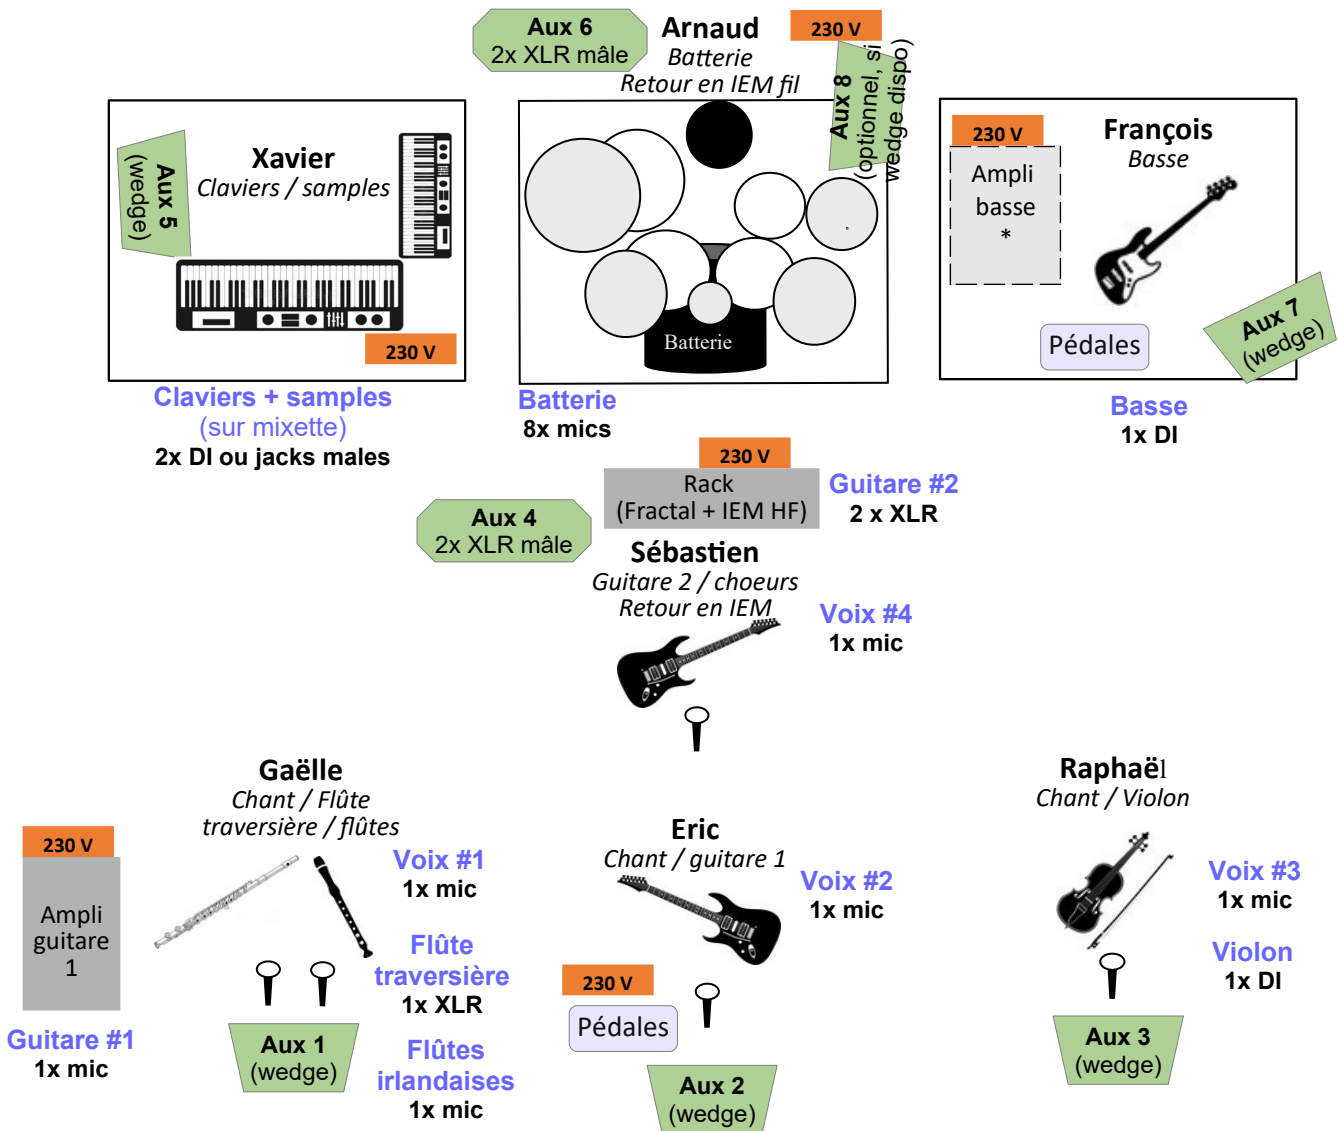 Aux 6
2x XLR mâle
Arnaud
Batterie
Retour en IEM fil
230 V
Aux 8
(optionnel, si
wedge dispo)
Aux 5
(wedge)
Xavier
Claviers / samples
230 V
Claviers + samples
(sur mixette)
2x DI ou jacks males
Batterie
Batterie
8x mics
230 V
François
Basse
Ampli
basse
*
Pédales
Aux 7
(wedge)
Basse
1x DI
230 V
Rack
(Fractal + IEM HF)
Guitare #2
2 x XLR
Aux 4
2x XLR mâle
Sébastien
Guitare 2 / choeurs
Retour en IEM
Voix #4
1x mic
Gaëlle
Chant / Flûte
traversière / flûtes
230 V
Ampli
guitare
1
Guitare #1
1x mic
Voix #1
1x mic
Flûte
traversière
1x XLR
Flûtes
irlandaises
1x mic
Aux 1
(wedge)
Eric
Chant / guitare 1
Voix #2
1x mic
230 V
Pédales
Aux 2
(wedge)
Raphaël
Chant / Violon
Voix #3
1x mic
Violon
1x DI
Aux 3
(wedge)